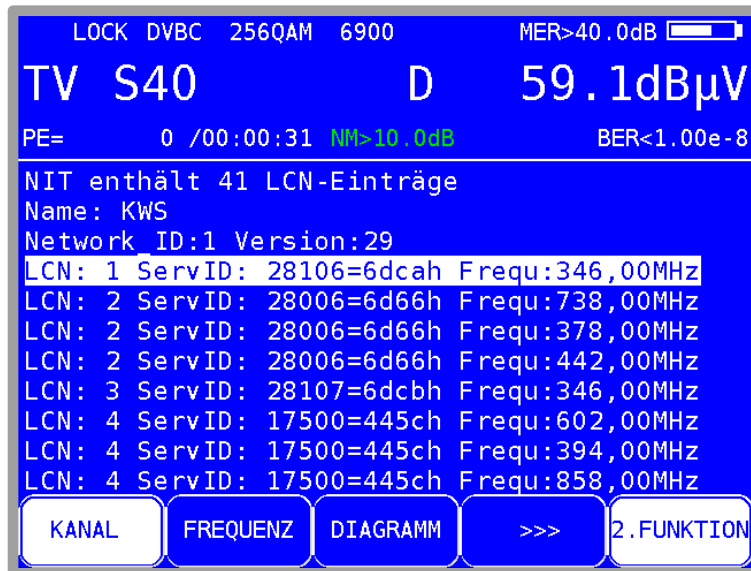 LOCK DVBC 256QAM 6900 MER>40.0dB
TV S40 D 59.1dBµV
PE= 0 /00:00:31 NM>10.0dB BER<1.00e-8
NIT enthält 41 LCN-Einträge
Name: KWS
Network_ID:1 Version:29
LCN: 1 ServID: 28106=6dcah Frequ:346,00MHz
LCN: 2 ServID: 28006=6d66h Frequ:738,00MHz
LCN: 2 ServID: 28006=6d66h Frequ:378,00MHz
LCN: 2 ServID: 28006=6d66h Frequ:442,00MHz
LCN: 3 ServID: 28107=6dcbh Frequ:346,00MHz
LCN: 4 ServID: 17500=445ch Frequ:602,00MHz
LCN: 4 ServID: 17500=445ch Frequ:394,00MHz
LCN: 4 ServID: 17500=445ch Frequ:858,00MHz
KANAL FREQUENZ DIAGRAMM >>> 2.FUNKTION